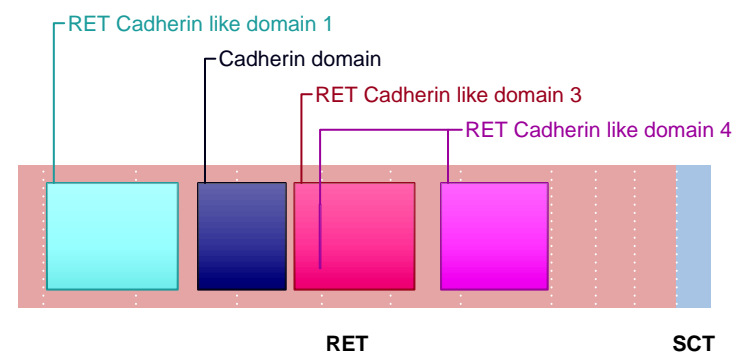 RET Cadherin like domain 1
Cadherin domain
RET Cadherin like domain 3
RET Cadherin like domain 4
RET
SCT